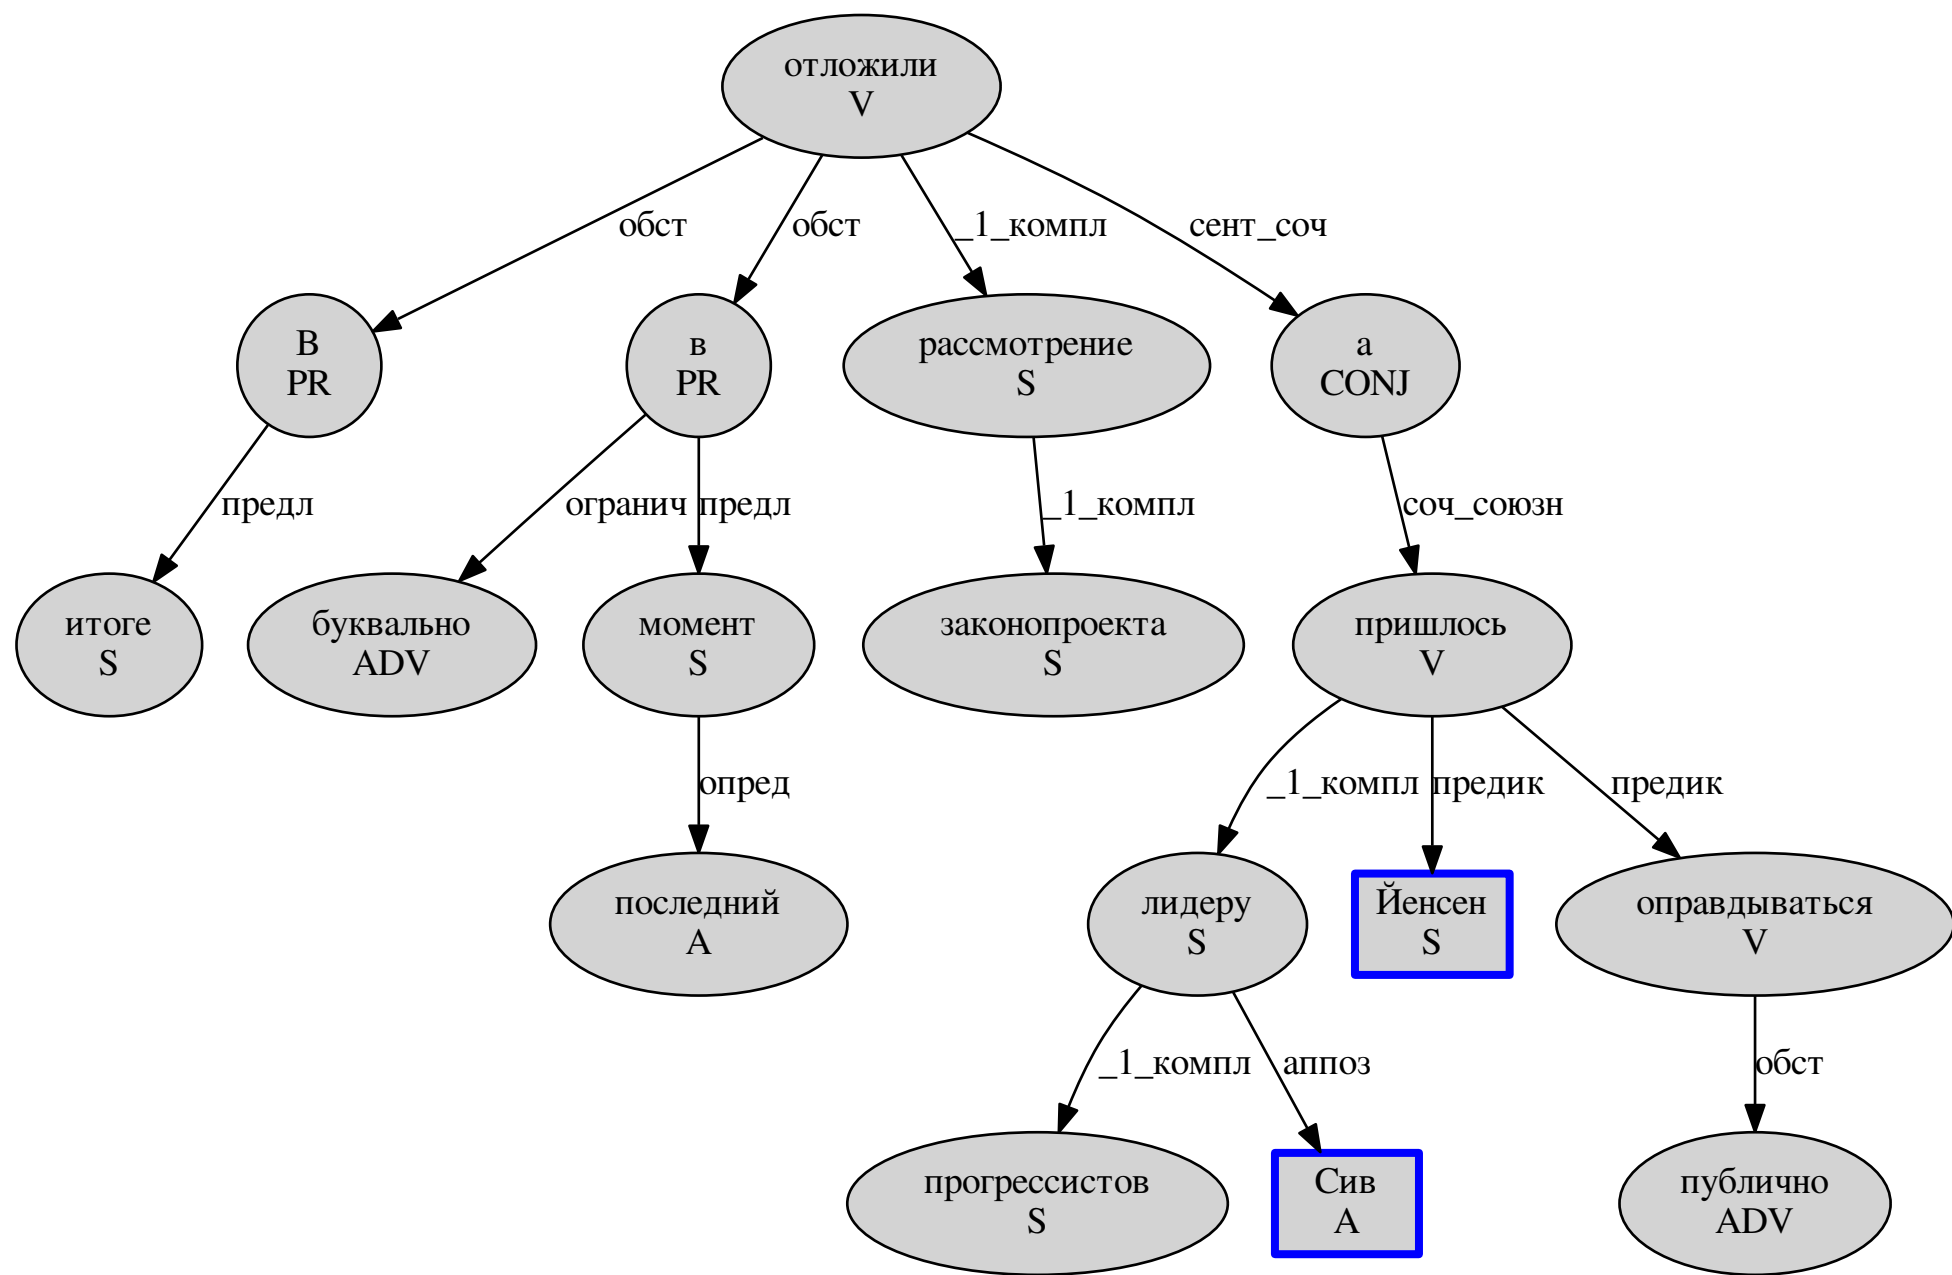 отложили
V
обст
обст
_1_компл
сент_соч
В
PR
в
PR
рассмотрение
S
а
CONJ
предл
огранич
предл
_1_компл
соч_союзн
итоге
S
буквально
ADV
момент
S
законопроекта
S
пришлось
V
опред
_1_компл
предик
предик
последний
A
лидеру
S
Йенсен
S
оправдываться
V
_1_компл
аппоз
обст
прогрессистов
S
Сив
A
публично
ADV